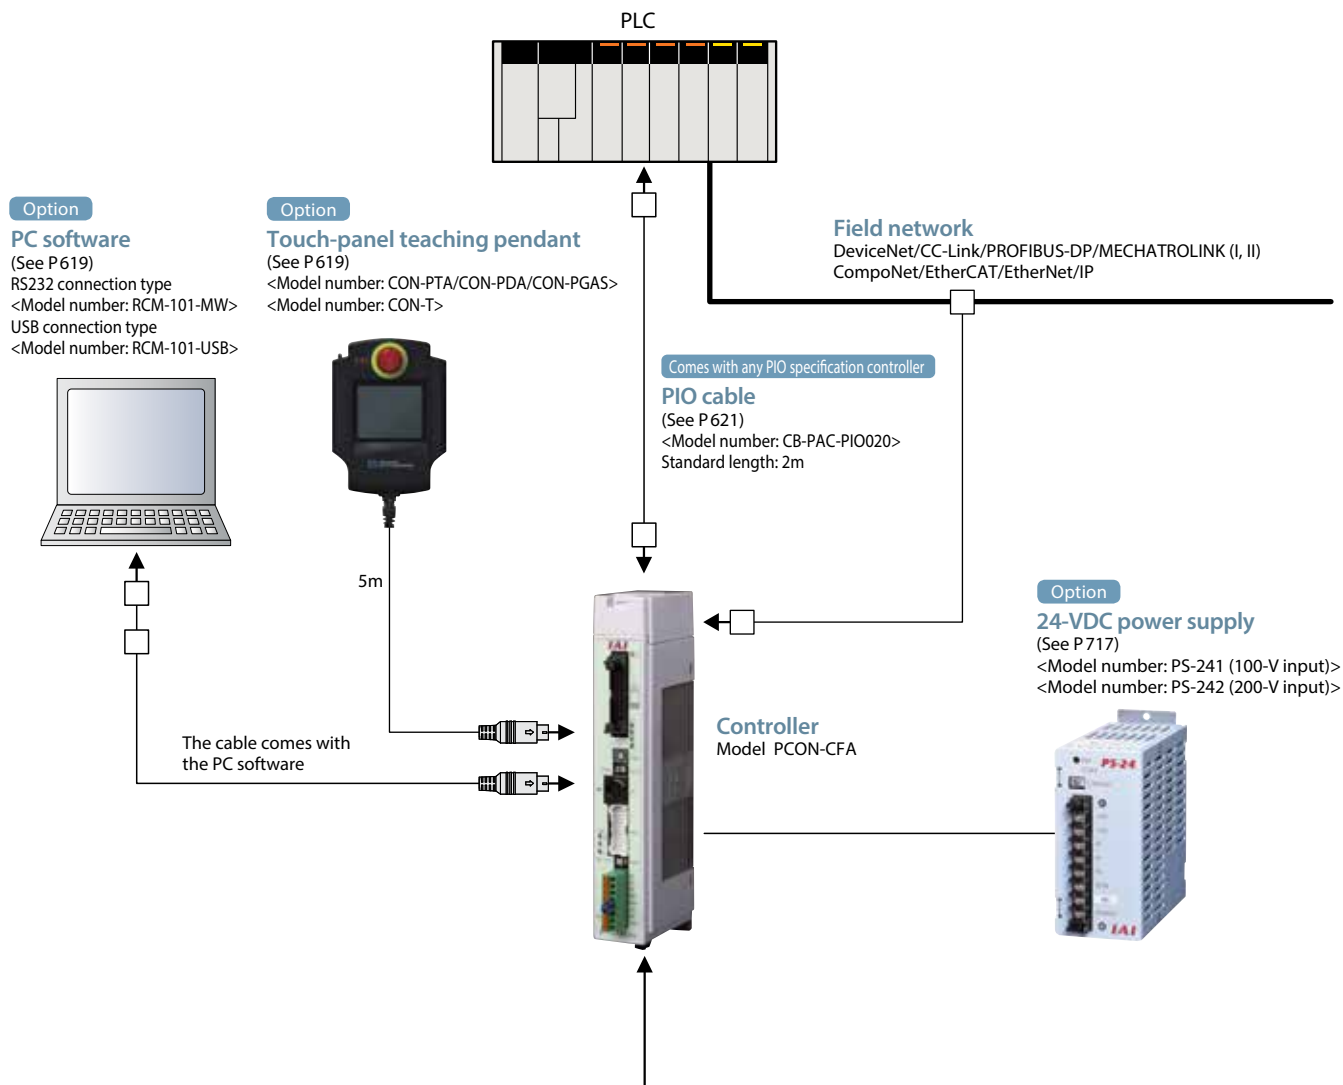 PLC
Option
PC software
(See P619)
RS232 connection type
<Model number: RCM-101-MW>
USB connection type
<Model number: RCM-101-USB>
Option
Touch-panel teaching pendant
(See P619)
<Model number: CON-PTA/CON-PDA/CON-PGAS>
<Model number: CON-T>
Field network
DeviceNet/CC-Link/PROFIBUS-DP/MECHATROLINK (I, II)
CompoNet/EtherCAT/EtherNet/IP
Comes with any PIO specification controller
PIO cable
(See P621)
<Model number: CB-PAC-PIO020>
Standard length: 2m
5m
The cable comes with
the PC software
IAI
Controller
Model PCON-CFA
Option
24-VDC power supply
(See P717)
<Model number: PS-241 (100-V input)>
<Model number: PS-242 (200-V input)>
PS-24
IAI